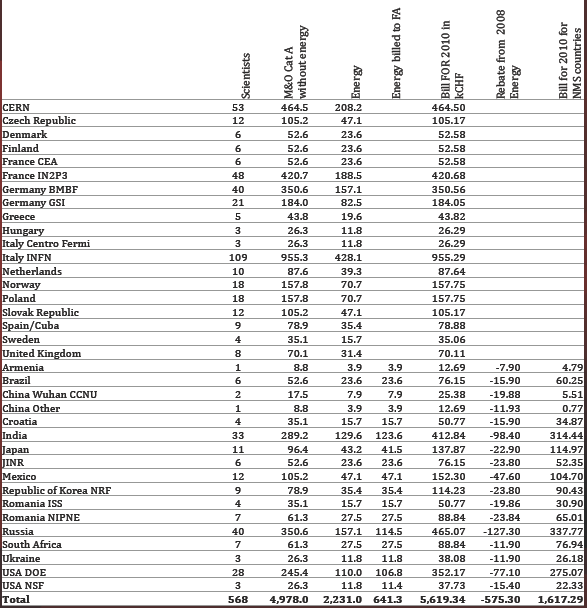 Scientists M&O Cat A without energy Energy Energy billed to FA Bill FOR 2010 in kCHF Rebate from 2008 Energy Bill for 2010 for NMS countries
CERN 53 464.5 208.2 464.50
Czech Republic 12 105.2 47.1 105.17
Denmark 6 52.6 23.6 52.58
Finland 6 52.6 23.6 52.58
France CEA 6 52.6 23.6 52.58
France IN2P3 48 420.7 188.5 420.68
Germany BMBF 40 350.6 157.1 350.56
Germany GSI 21 184.0 82.5 184.05
Greece 5 43.8 19.6 43.82
Hungary 3 26.3 11.8 26.29
Italy Centro Fermi 3 26.3 11.8 26.29
Italy INFN 109 955.3 428.1 955.29
Netherlands 10 87.6 39.3 87.64
Norway 18 157.8 70.7 157.75
Poland 18 157.8 70.7 157.75
Slovak Republic 12 105.2 47.1 105.17
Spain/Cuba 9 78.9 35.4 78.88
Sweden 4 35.1 15.7 35.06
United Kingdom 8 70.1 31.4 70.11
Armenia 1 8.8 3.9 3.9 12.69 -7.90 4.79
Brazil 6 52.6 23.6 23.6 76.15 -15.90 60.25
China Wuhan CCNU 2 17.5 7.9 7.9 25.38 -19.88 5.51
China Other 1 8.8 3.9 3.9 12.69 -11.93 0.77
Croatia 4 35.1 15.7 15.7 50.77 -15.90 34.87
India 33 289.2 129.6 123.6 412.84 -98.40 314.44
Japan 11 96.4 43.2 41.5 137.87 -22.90 114.97
JINR 6 52.6 23.6 23.6 76.15 -23.80 52.35
Mexico 12 105.2 47.1 47.1 152.30 -47.60 104.70
Republic of Korea NRF 9 78.9 35.4 35.4 114.23 -23.80 90.43
Romania ISS 4 35.1 15.7 15.7 50.77 -19.86 30.90
Romania NIPNE 7 61.3 27.5 27.5 88.84 -23.84 65.01
Russia 40 350.6 157.1 114.5 465.07 -127.30 337.77
South Africa 7 61.3 27.5 27.5 88.84 -11.90 76.94
Ukraine 3 26.3 11.8 11.8 38.08 -11.90 26.18
USA DOE 28 245.4 110.0 106.8 352.17 -77.10 275.07
USA NSF 3 26.3 11.8 11.4 37.73 -15.40 22.33
Total 568 4,978.0 2,231.0 641.3 5,619.34 -575.30 1,617.29